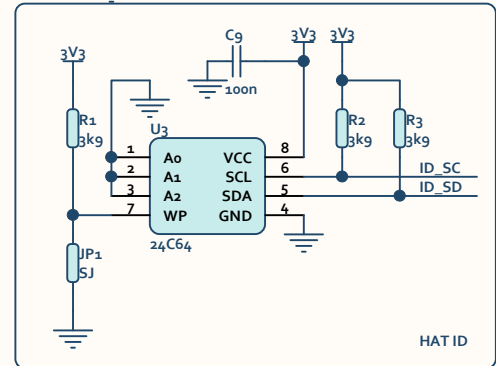 C9
3V3 3V3
3V3
100n
R1
3k9
U3
R2
3k9
R3
3k9
1 A0 VCC 8
2 A1 SCL 6 ID_SC
3 A2 SDA 5 ID_SD
7 WP GND 4
24C64
JP1
SJ
HAT ID